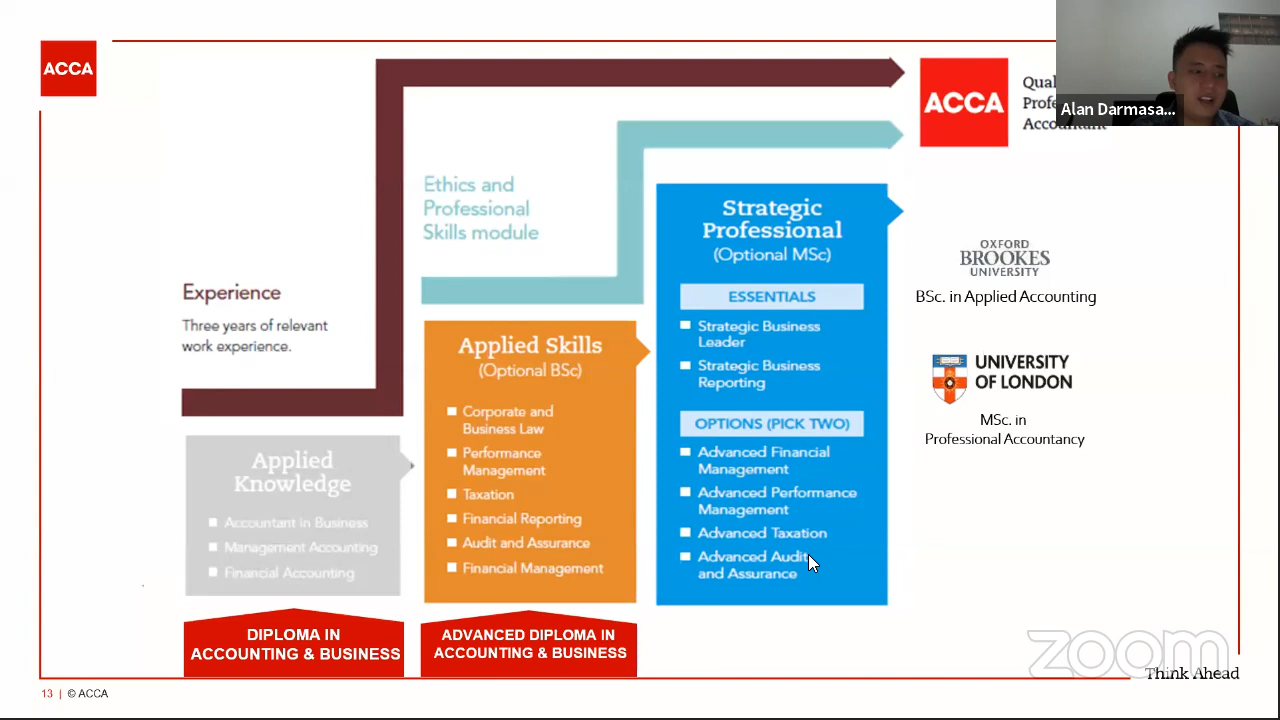 ACCA
ACCA
Qual
Profe
Accountant
Alan Darmasa...
Ethics and
Professional
Skills module
Experience
Three years of relevant
work experience.
Applied
Knowledge
Accountant in Business
Management Accounting
Financial Accounting
Applied Skills
(Optional BSc)
Corporate and
Business Law
Performance
Management
Taxation
Financial Reporting
Audit and Assurance
Financial Management
Strategic
Professional
(Optional MSc)
ESSENTIALS
Strategic Business
Leader
Strategic Business
Reporting
OPTIONS (PICK TWO)
Advanced Financial
Management
Advanced Performance
Management
Advanced Taxation
Advanced Audit
and Assurance
OXFORD
BROOKES
UNIVERSITY
BSc. in Applied Accounting
UNIVERSITY
OF LONDON
MSc. in
Professional Accountancy
DIPLOMA IN
ACCOUNTING & BUSINESS
ADVANCED DIPLOMA IN
ACCOUNTING & BUSINESS
zoom
Think Ahead
13 | © ACCA